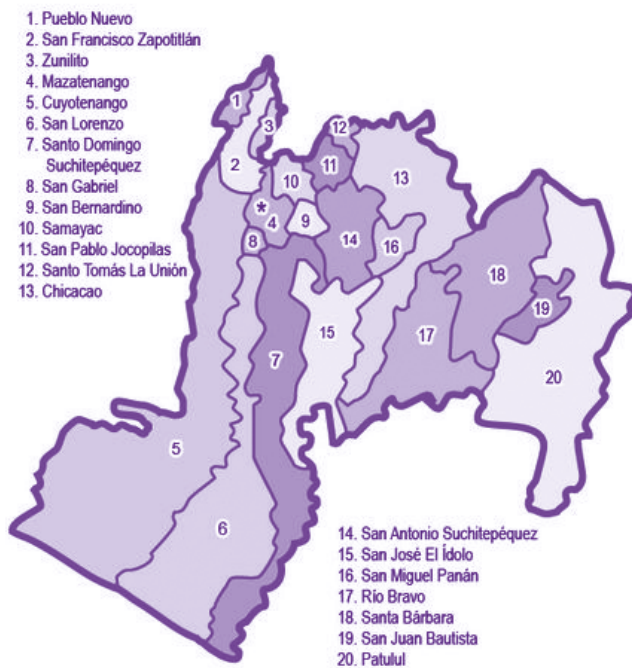 1. Pueblo Nuevo
2. San Francisco Zapotitlán
3. Zunilito
4. Mazatenango
5. Cuyotenango
6. San Lorenzo
7. Santo Domingo
Suchitepéquez
8. San Gabriel
9. San Bernardino
10. Samayac
11. San Pablo Jocopilas
12. Santo Tomás La Unión
13. Chicacao
1
3
2
12
11
10
13
*
4
9
8
14
16
18
19
7
15
17
20
5
6
14. San Antonio Suchitepéquez
15. San José El Ídolo
16. San Miguel Panán
17. Río Bravo
18. Santa Bárbara
19. San Juan Bautista
20. Patulul